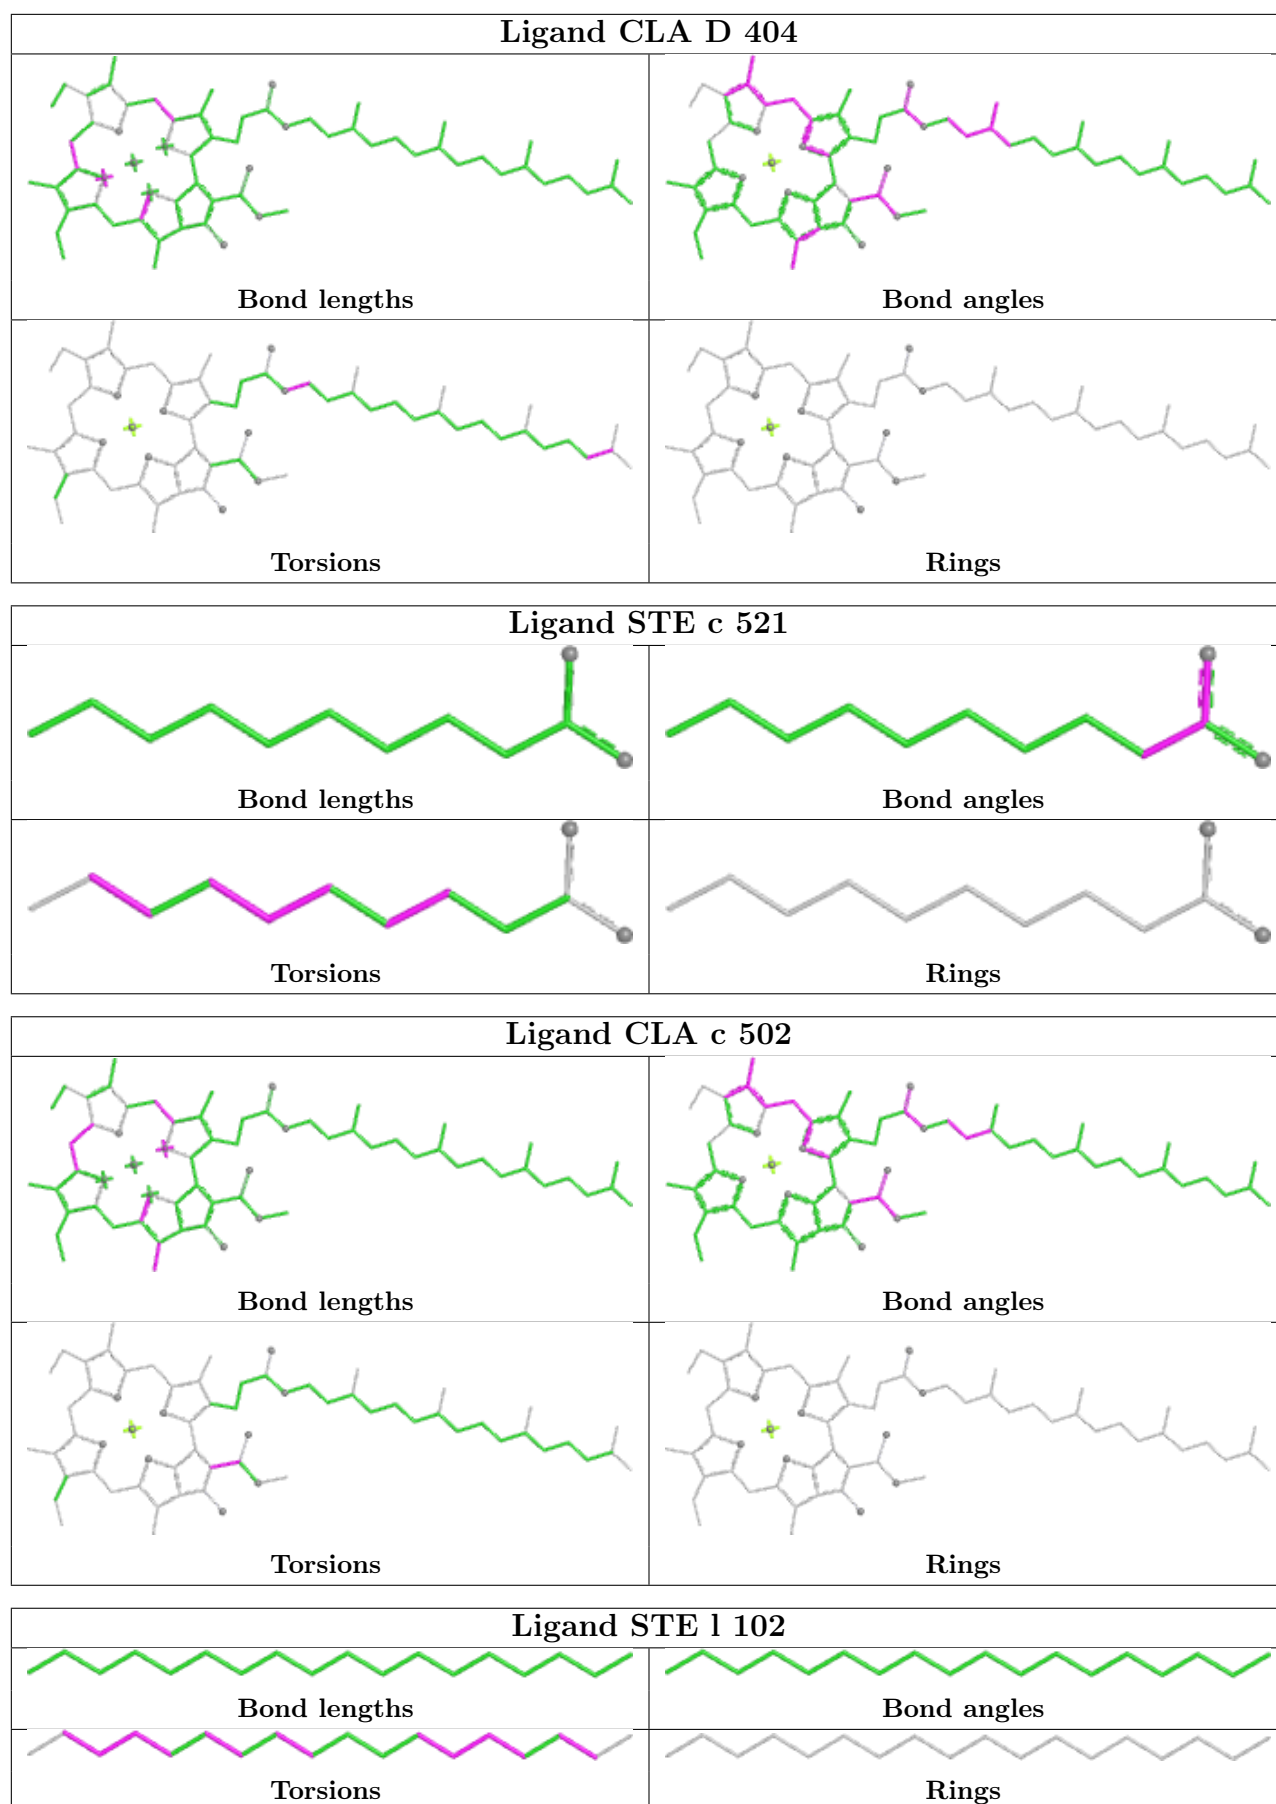 Ligand CLA D 404
Bond lengths
Bond angles
Torsions
Rings
Ligand STE c 521
Bond lengths
Bond angles
Torsions
Rings
Ligand CLA c 502
Bond lengths
Bond angles
Torsions
Rings
Ligand STE l 102
Bond lengths
Bond angles
Torsions
Rings